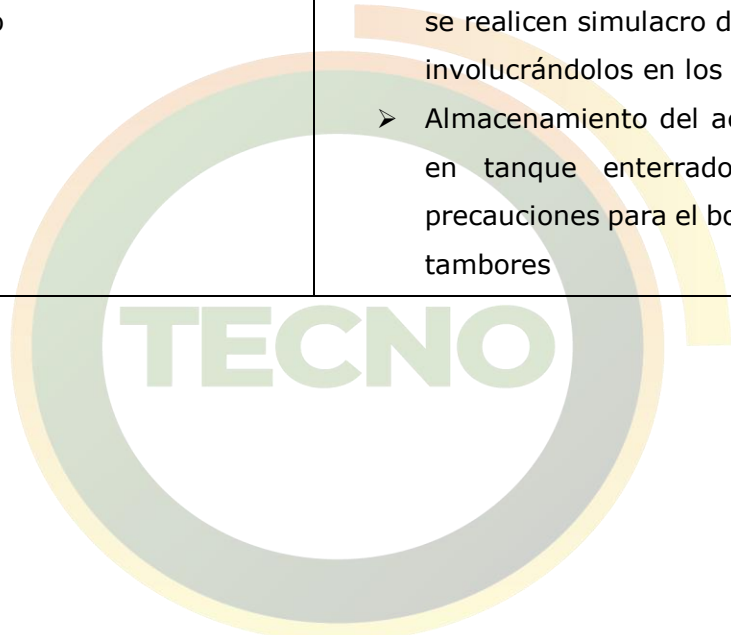 se realicen simulacro d
involucrándolos en los
➢ Almacenamiento del a
en tanque enterrado
precauciones para el bo
tambores
TECNO